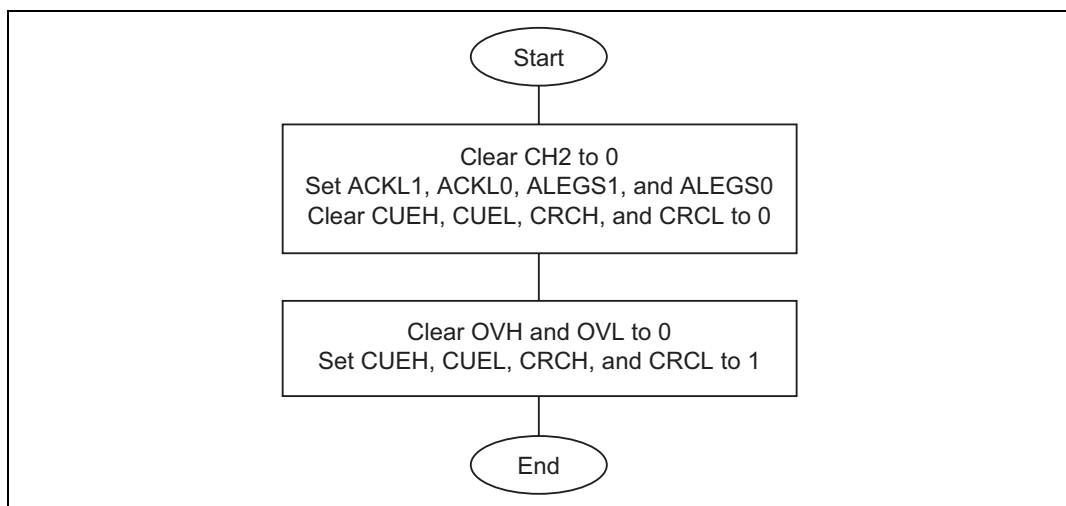 Start
Clear CH2 to 0
Set ACKL1, ACKL0, ALEGS1, and ALEGS0
Clear CUEH, CUEL, CRCH, and CRCL to 0
Clear OVH and OVL to 0
Set CUEH, CUEL, CRCH, and CRCL to 1
End